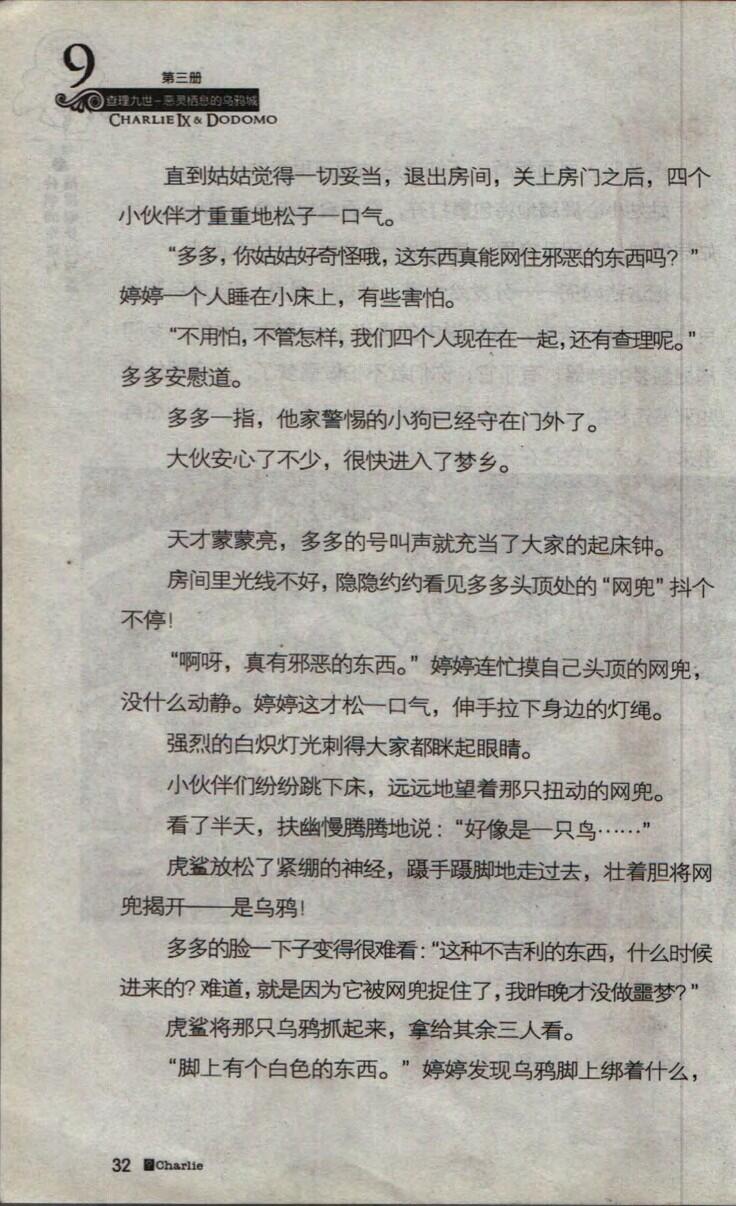 9
第三册
查理九世-恶灵栖息的乌鸦城
CHARLIE IX & DODOMO
直到姑姑觉得一切妥当，退出房间，关上房门之后，四个
小伙伴才重重地松了一口气。
“多多，你姑姑好奇怪哦，这东西真能网住邪恶的东西吗？”
婷婷一个人睡在小床上，有些害怕。
“不用怕，不管怎样，我们四个人现在在一起，还有查理呢。”
多多安慰道。
多多一指，他家警惕的小狗已经守在门外了。
大伙安心了不少，很快进入了梦乡。
天才蒙蒙亮，多多的号叫声就充当了大家的起床钟。
房间里光线不好，隐隐约约看见多多头顶处的“网兜”抖个
不停！
“啊呀，真有邪恶的东西。”婷婷连忙摸自己头顶的网兜，
没什么动静。婷婷这才松一口气，伸手拉下身边的灯绳。
强烈的白炽灯光刺得大家都眯起眼睛。
小伙伴们纷纷跳下床，远远地望着那只扭动的网兜。
看了半天，扶幽慢腾腾地说：“好像是一只鸟……”
虎鲨放松了紧绷的神经，蹑手蹑脚地走过去，壮着胆将网
兜揭开——是乌鸦！
多多的脸一下子变得很难看：“这种不吉利的东西，什么时候
进来的？难道，就是因为它被网兜捉住了，我昨晚才没做噩梦？”
虎鲨将那只乌鸦抓起来，拿给其余三人看。
“脚上有个白色的东西。”婷婷发现乌鸦脚上绑着什么，
32 Charlie